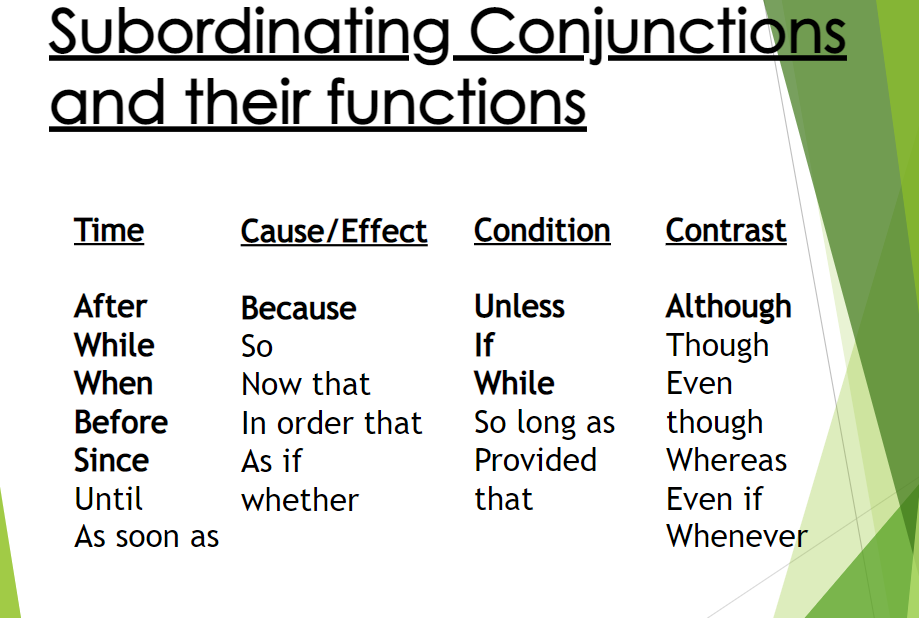 Subordinating Conjunctions
and their functions
Time
After
While
When
Before
Since
Until
As soon as
Cause/Effect
Because
So
Now that
In order that
As if
whether
Condition
Unless
If
While
So long as
Provided
that
Contrast
Although
Though
Even
though
Whereas
Even if
Whenever